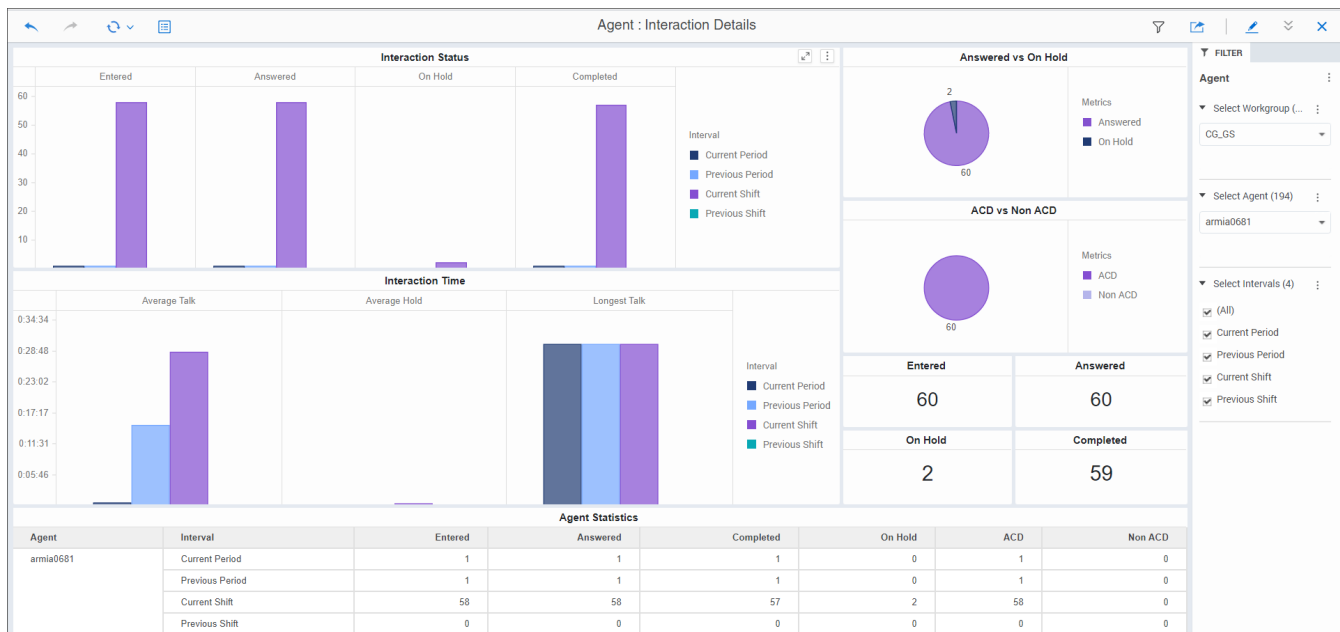 Agent : Interaction Details
Interaction Status
Entered Answered On Hold Completed
60
50
40
30
20
10
Interval
Current Period
Previous Period
Current Shift
Previous Shift
Interaction Time
Average Talk Average Hold Longest Talk
0:34:34
0:28:48
0:23:02
0:17:17
0:11:31
0:05:46
Interval
Current Period
Previous Period
Current Shift
Previous Shift
Answered vs On Hold
2
60
Metrics
Answered
On Hold
ACD vs Non ACD
60
Metrics
ACD
Non ACD
Entered Answered
60 60
On Hold Completed
2 59
Agent Statistics
Agent Interval Entered Answered Completed On Hold ACD Non ACD
armia0681 Current Period 1 1 1 0 1 0
Previous Period 1 1 1 0 1 0
Current Shift 58 58 57 2 58 0
Previous Shift 0 0 0 0 0 0
FILTER
Agent
Select Workgroup (...
CG_GS
Select Agent (194)
armia0681
Select Intervals (4)
(All)
Current Period
Previous Period
Current Shift
Previous Shift